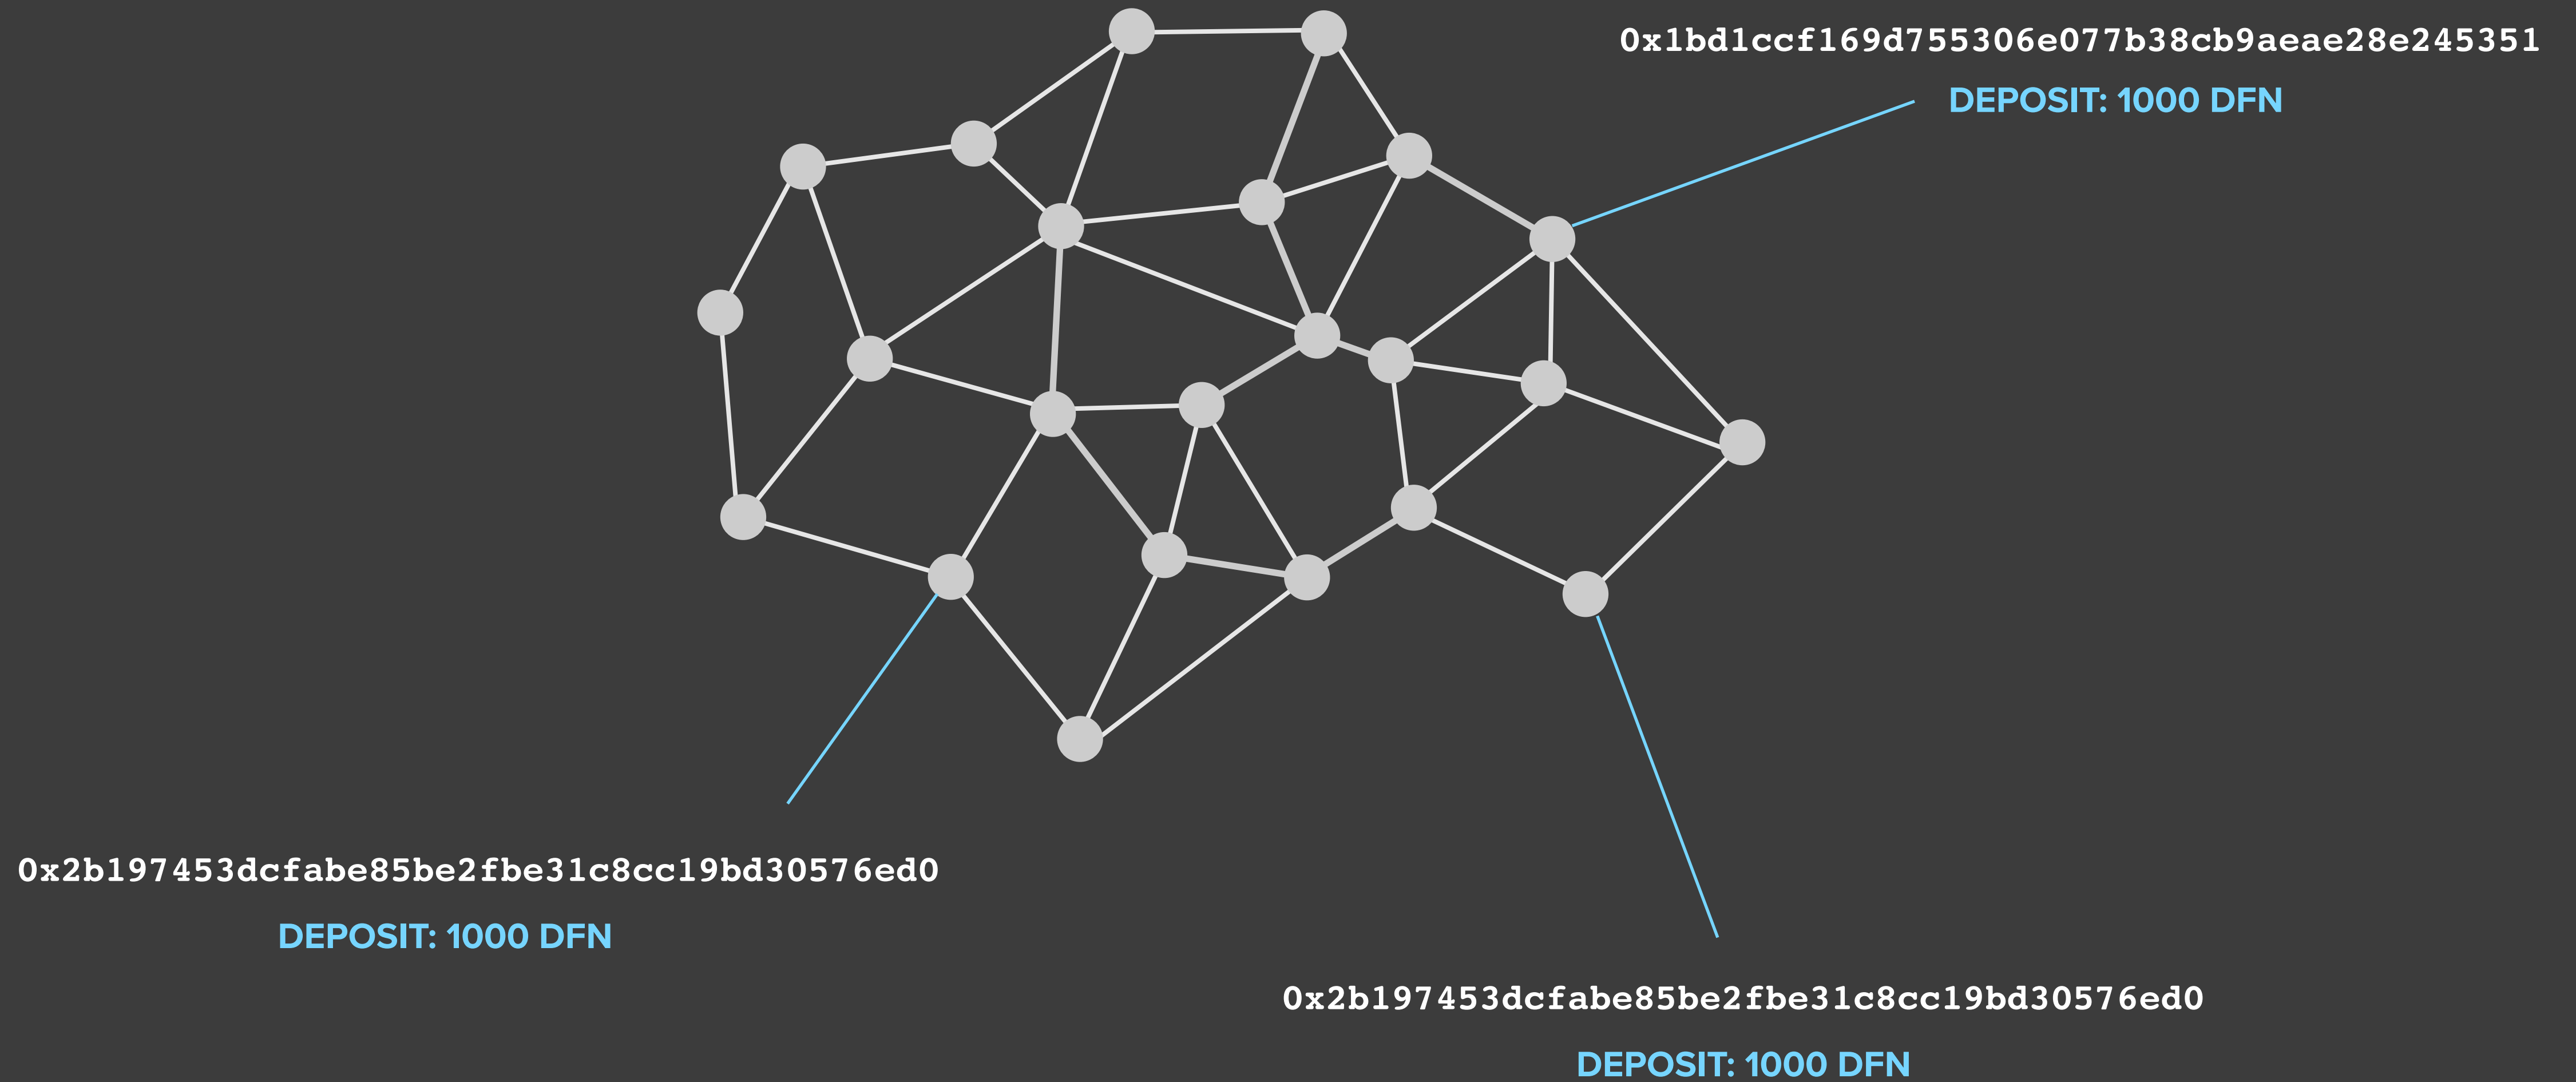 0x1bd1ccf169d755306e077b38cb9aeae28e245351
DEPOSIT: 1000 DFN
0x2b197453dcfabe85be2fbe31c8cc19bd30576ed0
DEPOSIT: 1000 DFN
0x2b197453dcfabe85be2fbe31c8cc19bd30576ed0
DEPOSIT: 1000 DFN